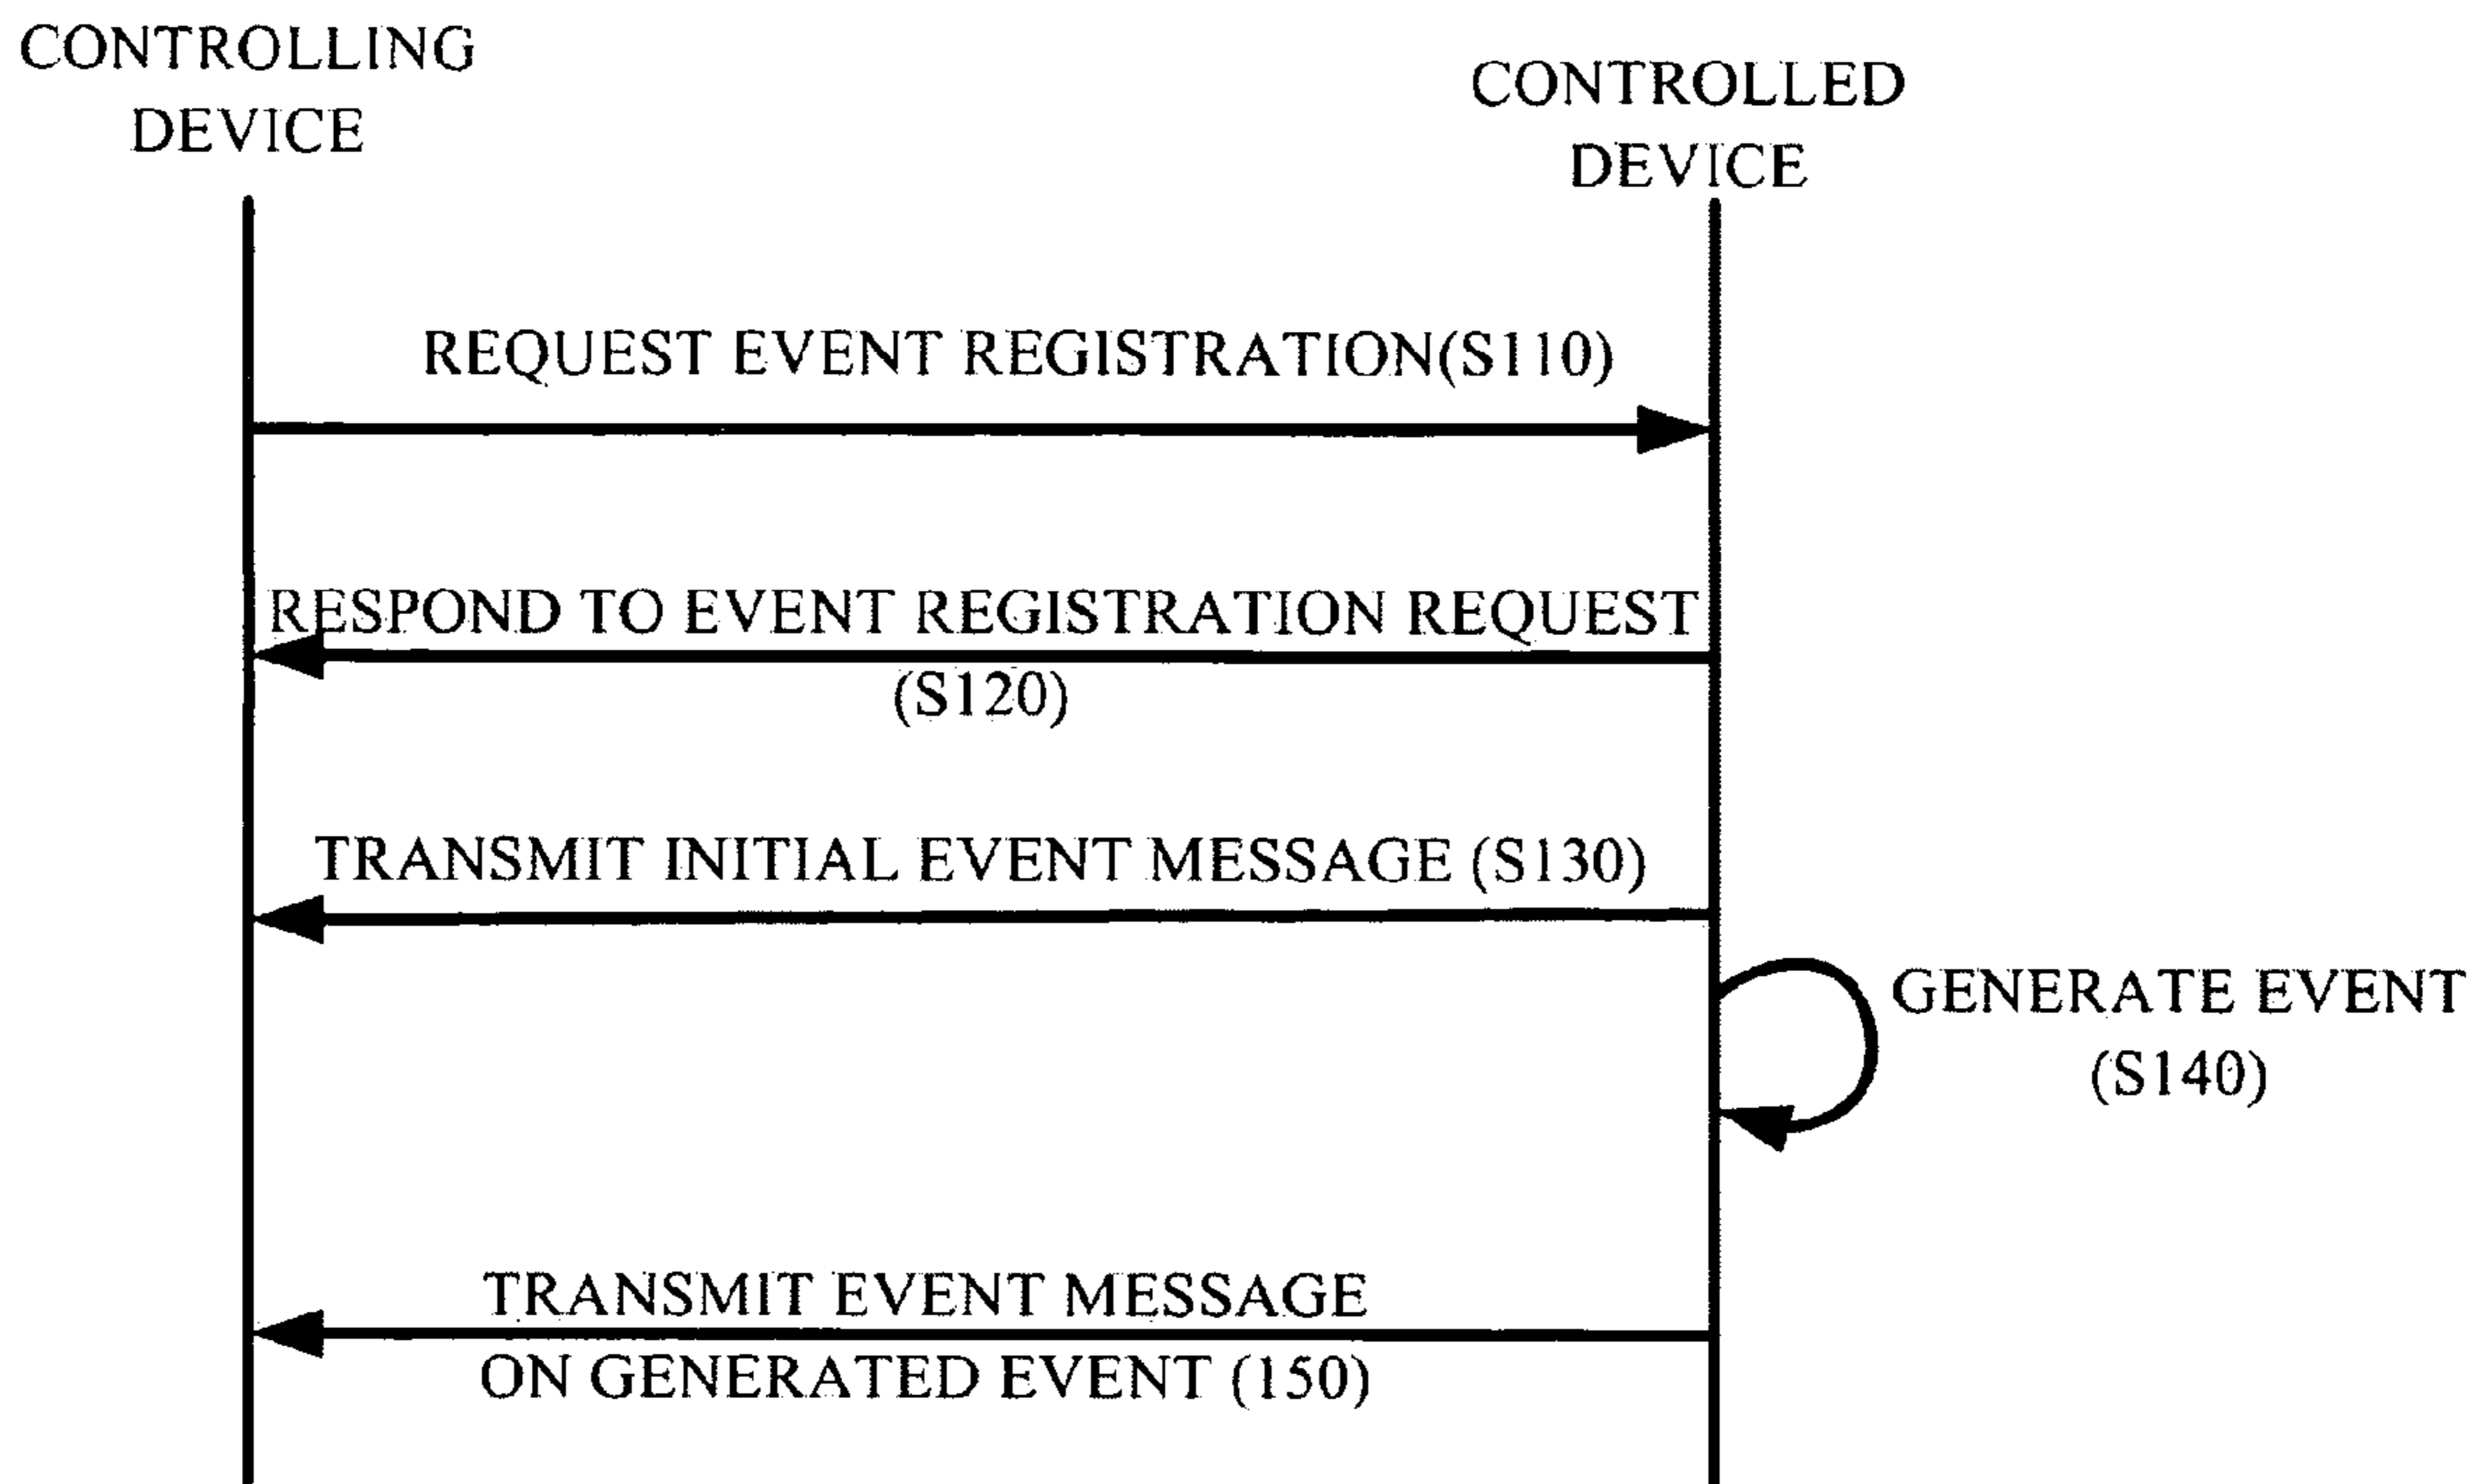 CONTROLLING
DEVICE
CONTROLLED
DEVICE
REQUEST EVENT REGISTRATION(S110)
RESPOND TO EVENT REGISTRATION REQUEST
(S120)
TRANSMIT INITIAL EVENT MESSAGE (S130)
GENERATE EVENT
(S140)
TRANSMIT EVENT MESSAGE
ON GENERATED EVENT (150)